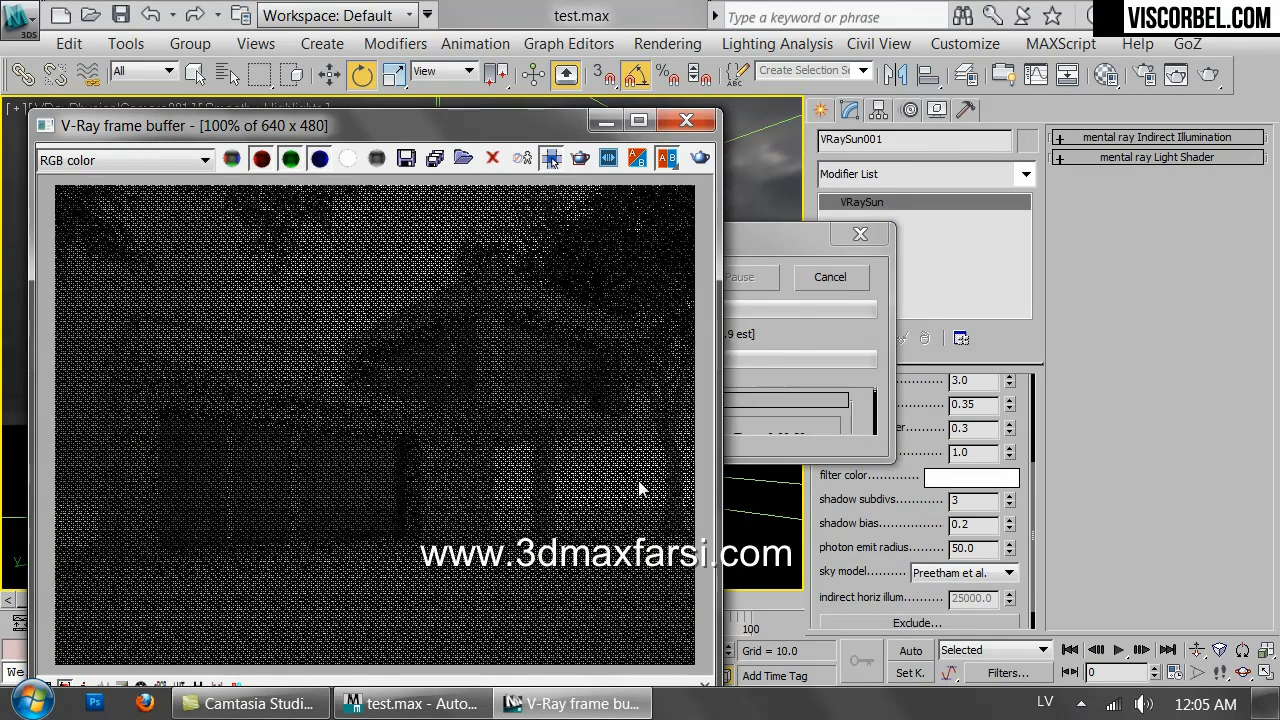 Workspace: Default
test.max
Type a keyword or phrase
VISCORBEL.COM
3DS
Edit Tools Group Views Create Modifiers Animation Graph Editors Rendering Lighting Analysis Civil View Customize MAXScript Help GoZ
All
View
Create Selection Se
V-Ray frame buffer - [100% of 640 x 480]
RGB color
VRaySun001
Modifier List
VRaySun
mental ray Indirect Illumination
mental ray Light Shader
Pause
Cancel
.9 est]
3.0
0.35
0.3
1.0
filter color
shadow subdivs 3
shadow bias 0.2
photon emit radius 50.0
sky model Preetham et al.
indirect horiz illum. 25000.0
Exclude...
www.3dmaxfarsi.com
100
Grid = 10.0
Auto
Selected
Add Time Tag
Set K.
Filters...
0
We
Camtasia Studi...
test.max - Auto...
V-Ray frame bu...
LV
12:05 AM